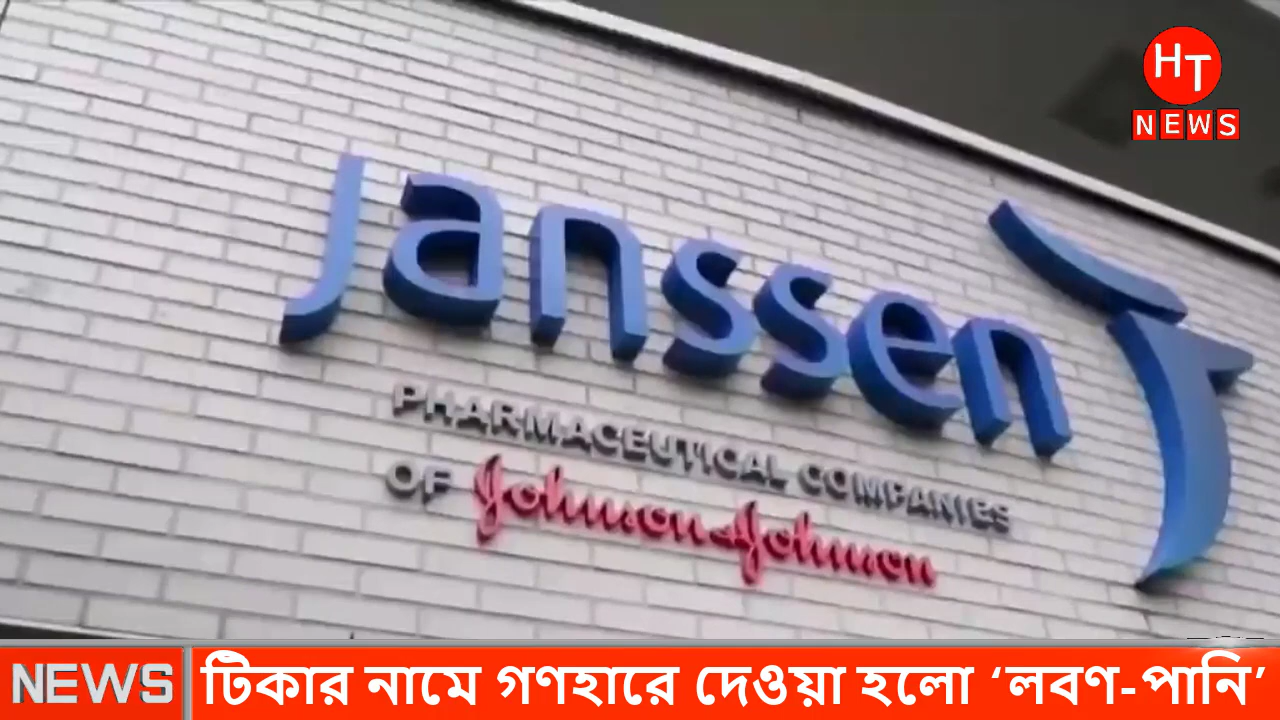 HT
NEWS
Janssen
PHARMACEUTICAL COMPANIES
OF Johnson & Johnson
NEWS টিকার নামে গণহারে দেওয়া হলো ‘লবণ-পানি’